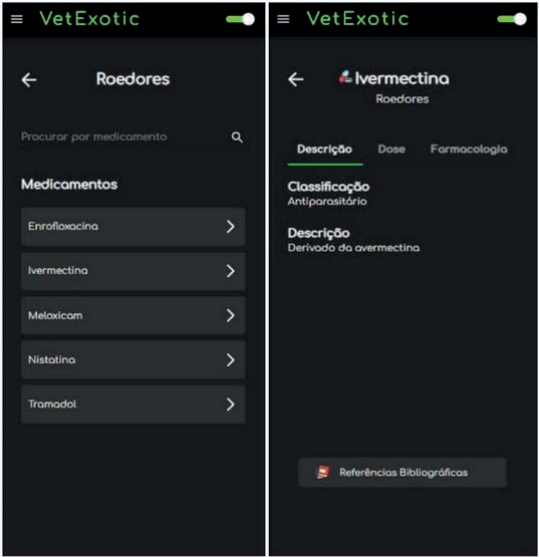 VetExotic
Roedores
Procurar por medicamento
Medicamentos
Enrofloxacina
Ivermectina
Meloxicam
Nistatina
Tramadol
VetExotic
Ivermectina
Roedores
Descrição
Dose
Farmacologia
Classificação
Antiparasitário
Descrição
Derivado da avermectina
Referências Bibliográficas